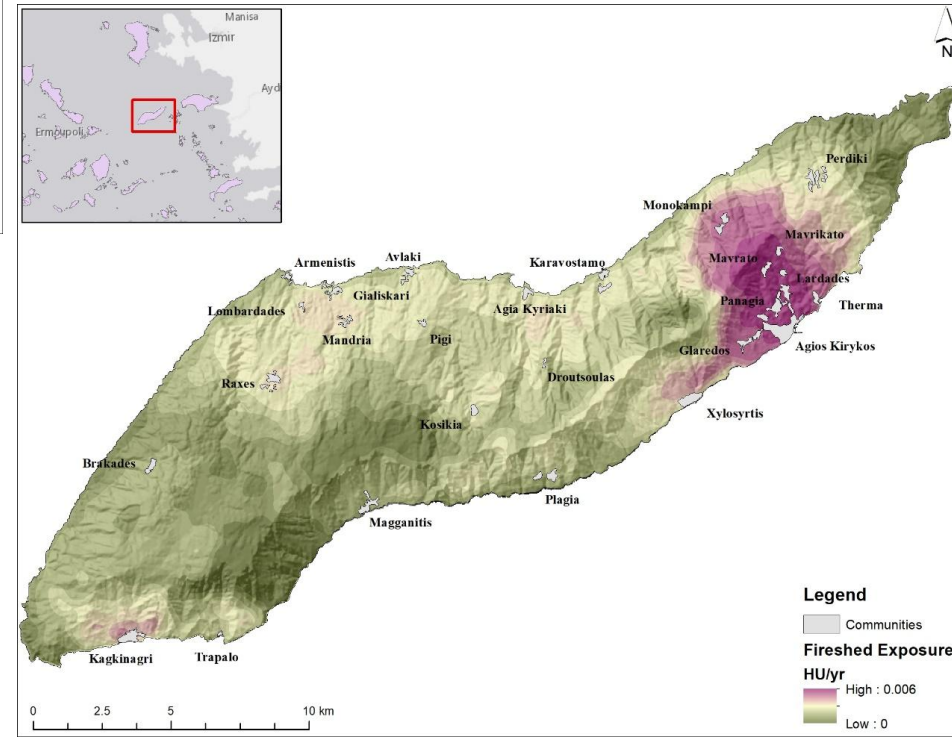 Manisa
Izmir
Ayd
Ermoupoli
N
Perdiki
Monokampi
Mavrikato
Mavrato
Lardades
Panagia
Therma
Agios Kirykos
Glaredos
Xylosyrtis
Armenistis
Avlaki
Karavostamo
Gialiskari
Agia Kyriaki
Lombardades
Mandria
Pigi
Droutsoulas
Raxes
Kosikia
Brakades
Plagia
Magganitis
Kagkinagri
Trapalo
0 2.5 5 10 km
Legend
Communities
Fireshed Exposure
HU/yr
High : 0.006
Low : 0